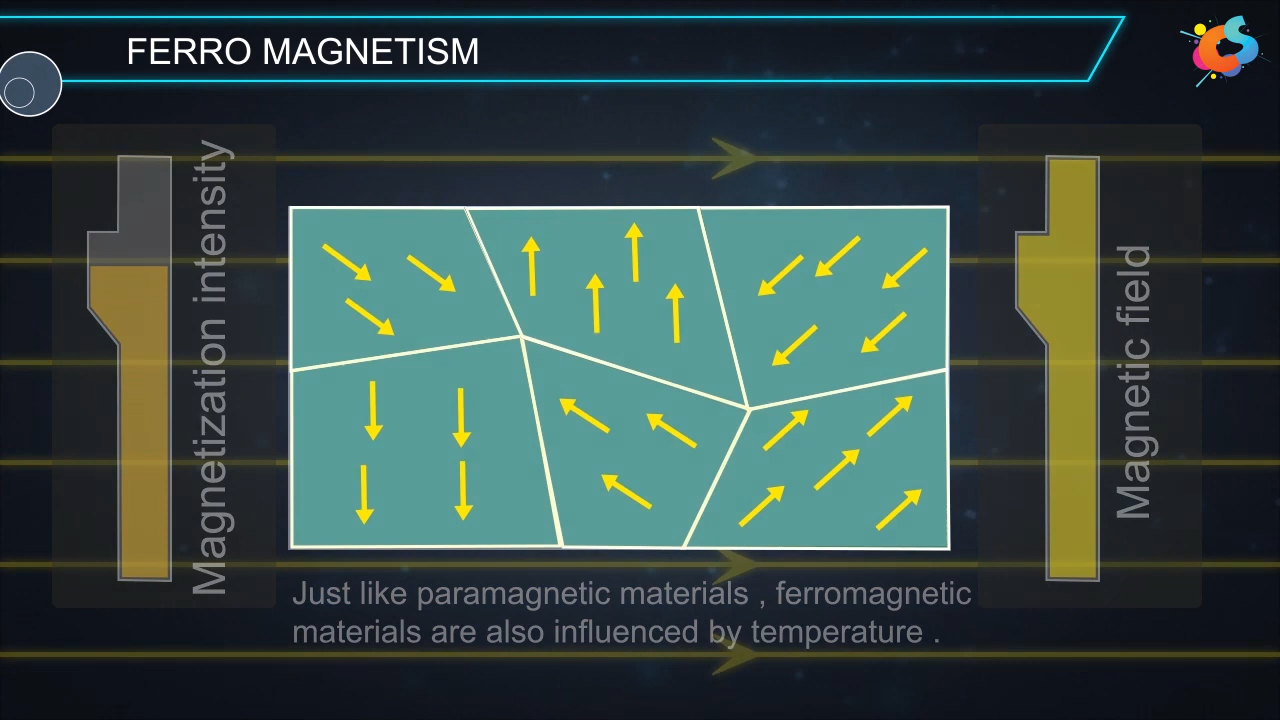 FERRO MAGNETISM
Magnetization intensity
Magnetic field
Just like paramagnetic materials , ferromagnetic
materials are also influenced by temperature .